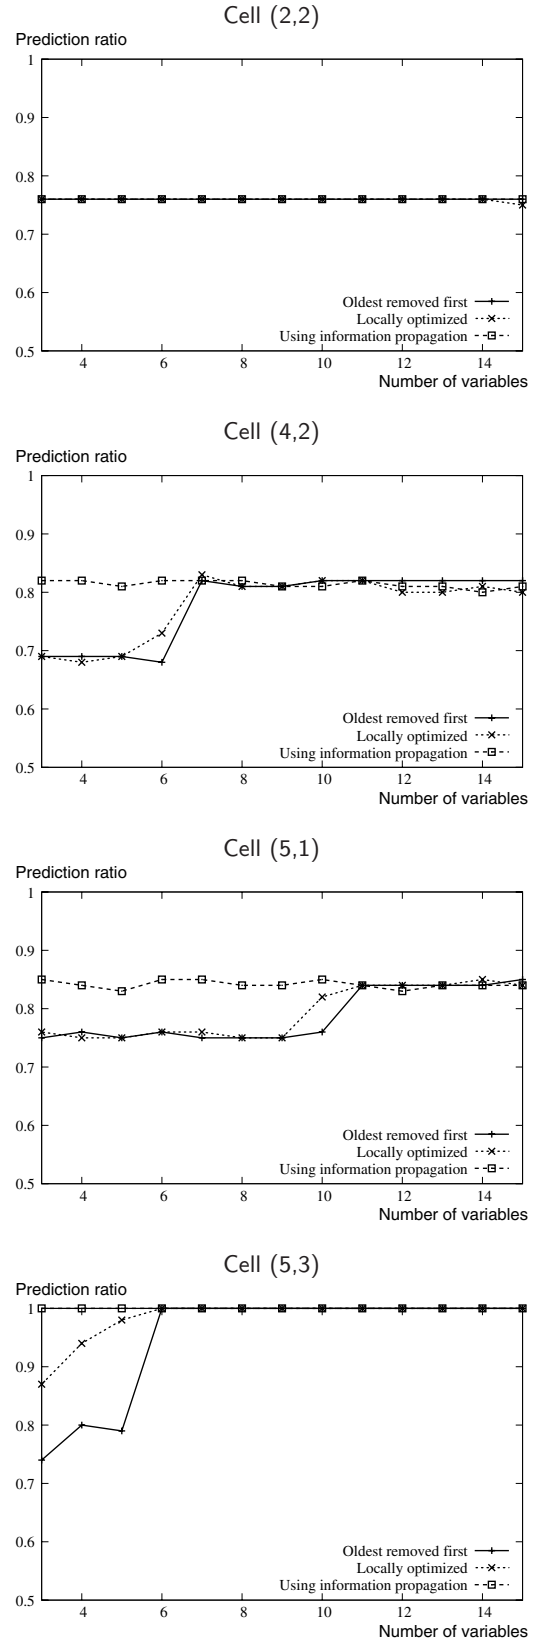 Cell (2,2)
Prediction ratio
1
0.9
0.8
0.7
0.6
0.5
Oldest removed first
Locally optimized
Using information propagation
4 6 8 10 12 14
Number of variables
Cell (4,2)
Prediction ratio
1
0.9
0.8
0.7
0.6
0.5
Oldest removed first
Locally optimized
Using information propagation
4 6 8 10 12 14
Number of variables
Cell (5,1)
Prediction ratio
1
0.9
0.8
0.7
0.6
0.5
Oldest removed first
Locally optimized
Using information propagation
4 6 8 10 12 14
Number of variables
Cell (5,3)
Prediction ratio
1
0.9
0.8
0.7
0.6
0.5
Oldest removed first
Locally optimized
Using information propagation
4 6 8 10 12 14
Number of variables